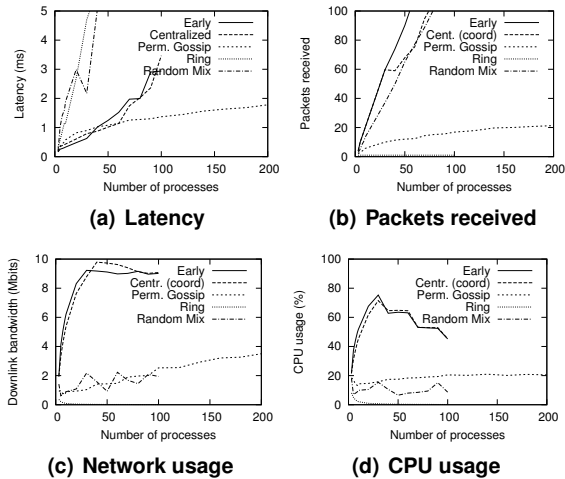 5
4
3
2
1
0
Latency (ms)
Early
Centralized
Perm. Gossip
Ring
Random Mix
0 50 100 150 200
Number of processes
(a) Latency
100
80
60
40
20
0
Packets received
Early
Cent. (coord)
Perm. Gossip
Ring
Random Mix
0 50 100 150 200
Number of processes
(b) Packets received
10
8
6
4
2
0
Downlink bandwidth (Mbits)
Early
Centr. (coord)
Perm. Gossip
Ring
Random Mix
0 50 100 150 200
Number of processes
(c) Network usage
100
80
60
40
20
0
CPU usage (%)
Early
Centr. (coord)
Perm. Gossip
Ring
Random Mix
0 50 100 150 200
Number of processes
(d) CPU usage